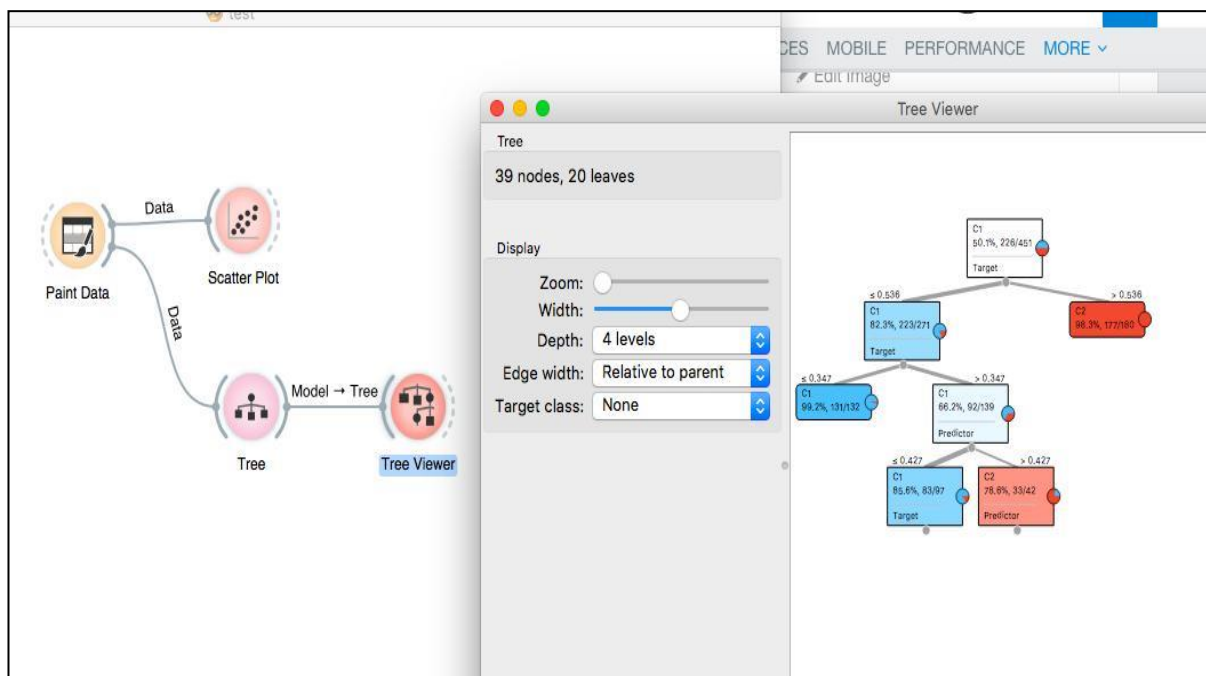 test
CES MOBILE PERFORMANCE MORE
Edit Image
Tree Viewer
Tree
39 nodes, 20 leaves
Display
Zoom:
Width:
Depth: 4 levels
Edge width: Relative to parent
Target class: None
Paint Data
Data
Scatter Plot
Data
Tree
Model → Tree
Tree Viewer
C1
50.1%, 226/451
Target
≤ 0.536
> 0.536
C1
82.3%, 223/271
Target
C2
98.3%, 177/180
≤ 0.347
> 0.347
C1
99.2%, 131/132
C1
66.2%, 92/139
Predictor
≤ 0.427
> 0.427
C1
85.6%, 83/97
Target
C2
78.6%, 33/42
Predictor